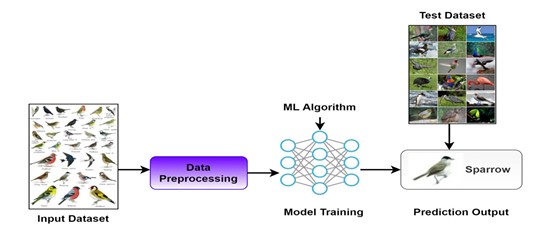 Test Dataset
ML Algorithm
Data
Preprocessing
Sparrow
Input Dataset
Model Training
Prediction Output